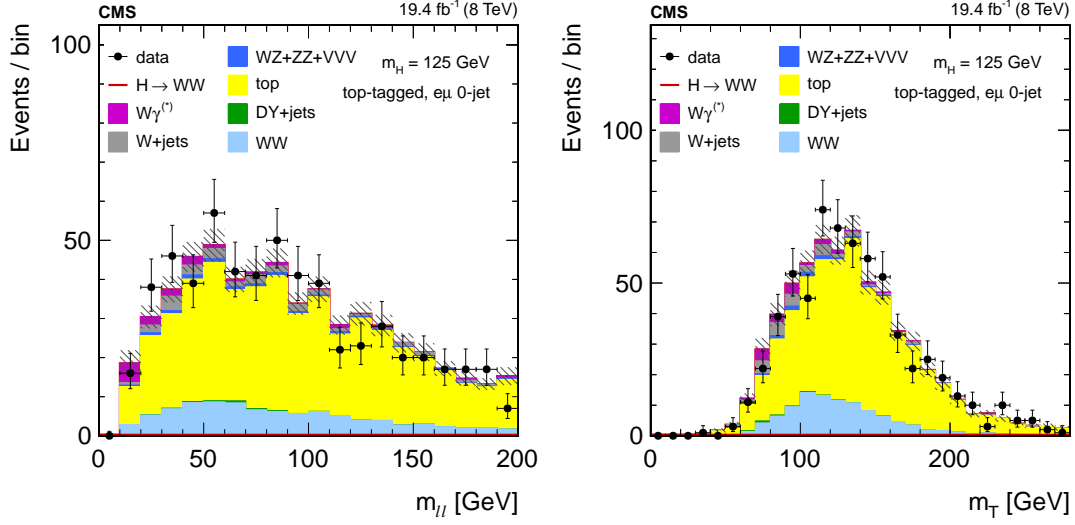 CMS
19.4 fb⁻¹ (8 TeV)
Events / bin
100
50
0
data
H → WW
Wγ(*)
W+jets
WZ+ZZ+VVV
top
DY+jets
WW
m_H = 125 GeV
top-tagged, eμ 0-jet
0 50 100 150 200
m_ll [GeV]
CMS
19.4 fb⁻¹ (8 TeV)
Events / bin
100
50
0
data
H → WW
Wγ(*)
W+jets
WZ+ZZ+VVV
top
DY+jets
WW
m_H = 125 GeV
top-tagged, eμ 0-jet
0 100 200
m_T [GeV]